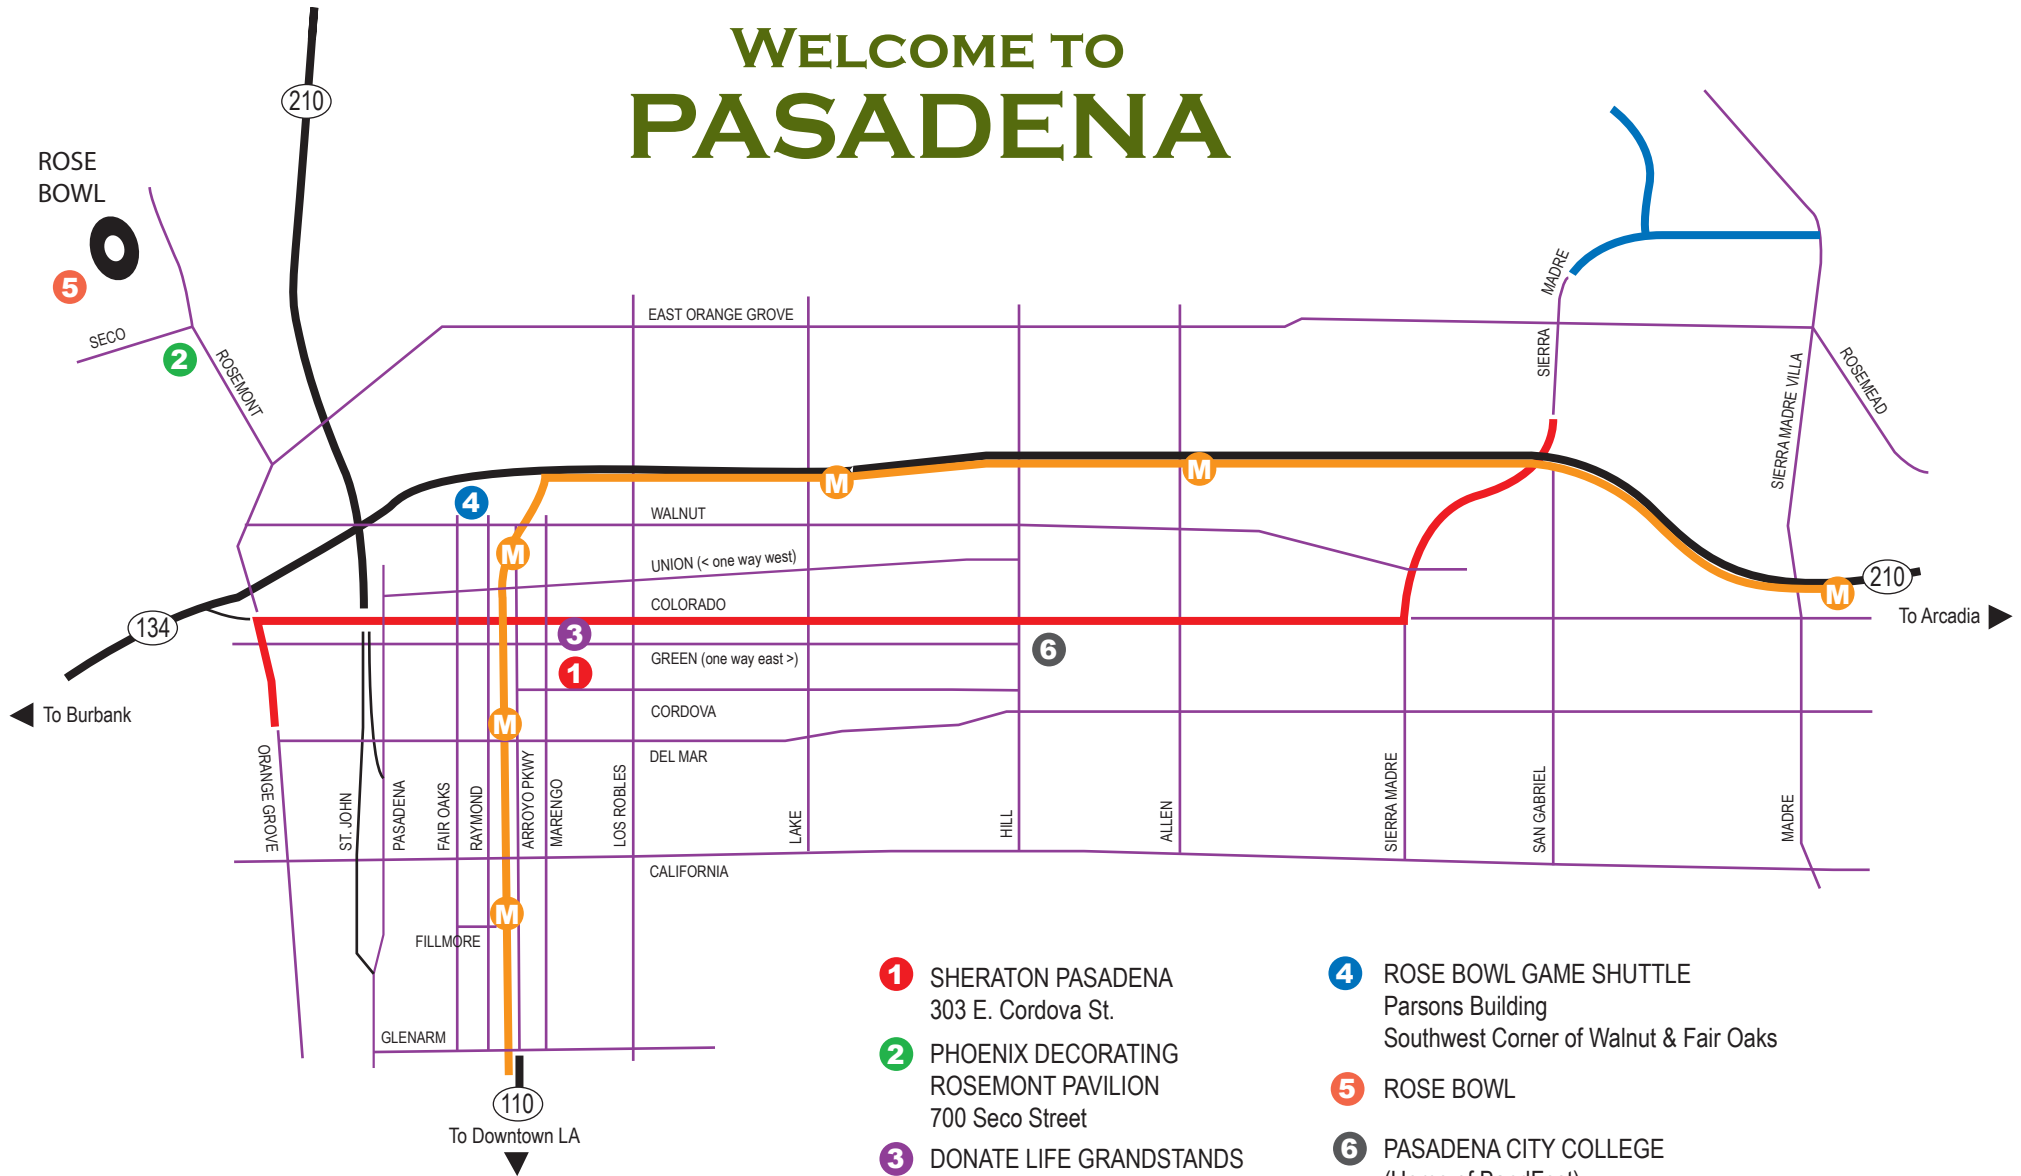 WELCOME TO
PASADENA
210
ROSE
BOWL
5
SECO
2
ROSEMONT
EAST ORANGE GROVE
MADRE
SIERRA
SIERRA MADRE VILLA
ROSEMEAD
M
M
4
WALNUT
M
UNION (< one way west)
COLORADO
134
3
GREEN (one way east >)
1
6
210
M
To Arcadia
To Burbank
M
CORDOVA
DEL MAR
ORANGE GROVE
ST. JOHN
PASADENA
FAIR OAKS
RAYMOND
ARROYO PKWY
MARENGO
LOS ROBLES
LAKE
HILL
ALLEN
SIERRA MADRE
SAN GABRIEL
MADRE
CALIFORNIA
M
FILLMORE
GLENARM
110
To Downtown LA
1 SHERATON PASADENA
303 E. Cordova St.
2 PHOENIX DECORATING
ROSEMONT PAVILION
700 Seco Street
3 DONATE LIFE GRANDSTANDS
4 ROSE BOWL GAME SHUTTLE
Parsons Building
Southwest Corner of Walnut & Fair Oaks
5 ROSE BOWL
6 PASADENA CITY COLLEGE